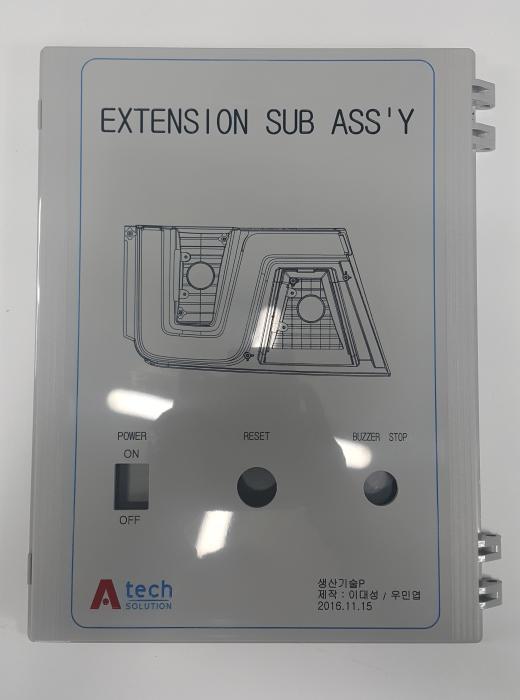 EXTENSION SUB ASS'Y
POWER
ON
OFF
RESET
BUZZER STOP
A tech
SOLUTION
생산기술P
제작 : 이대성 / 우민엽
2016.11.15